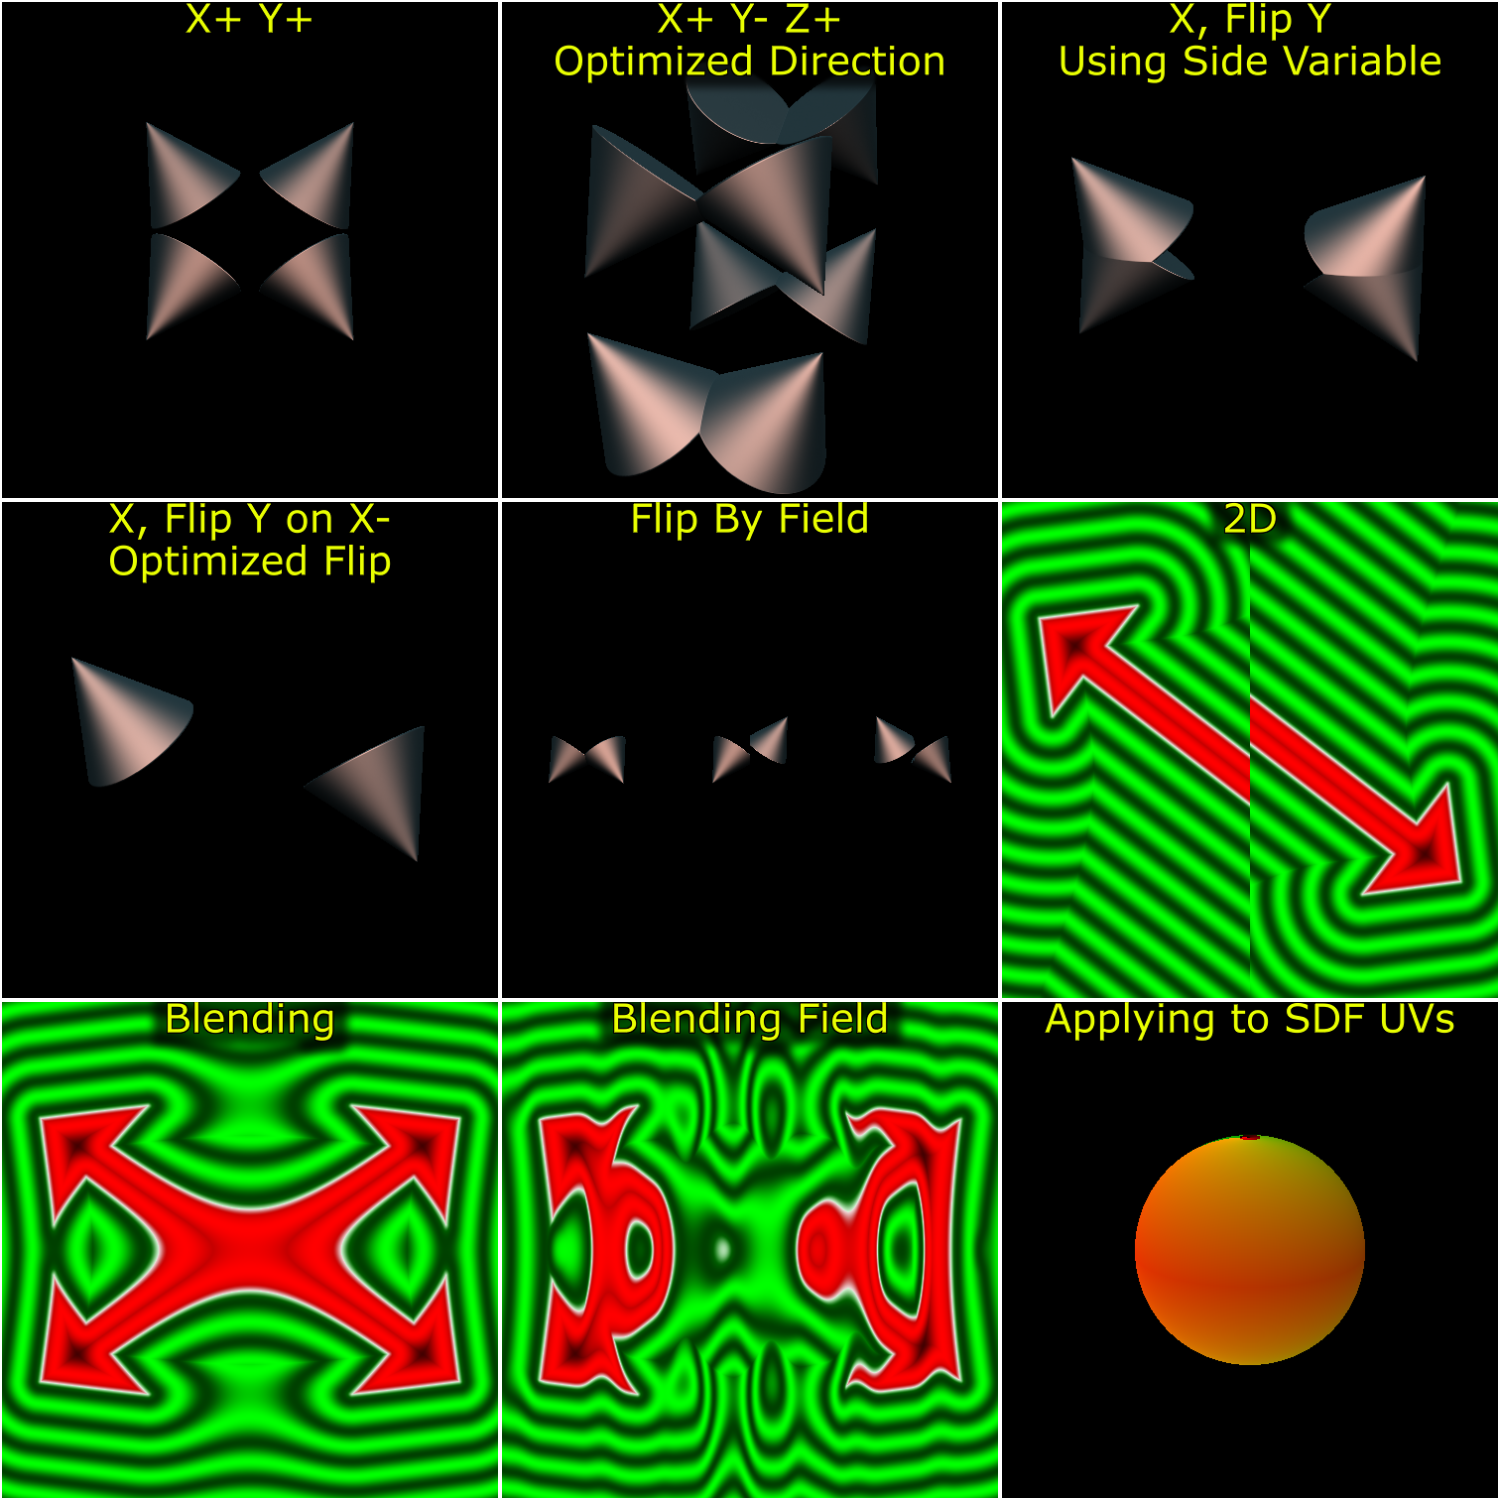 X+ Y+
X+ Y- Z+
Optimized Direction
X, Flip Y
Using Side Variable
X, Flip Y on X-
Optimized Flip
Flip By Field
2D
Blending
Blending Field
Applying to SDF UVs